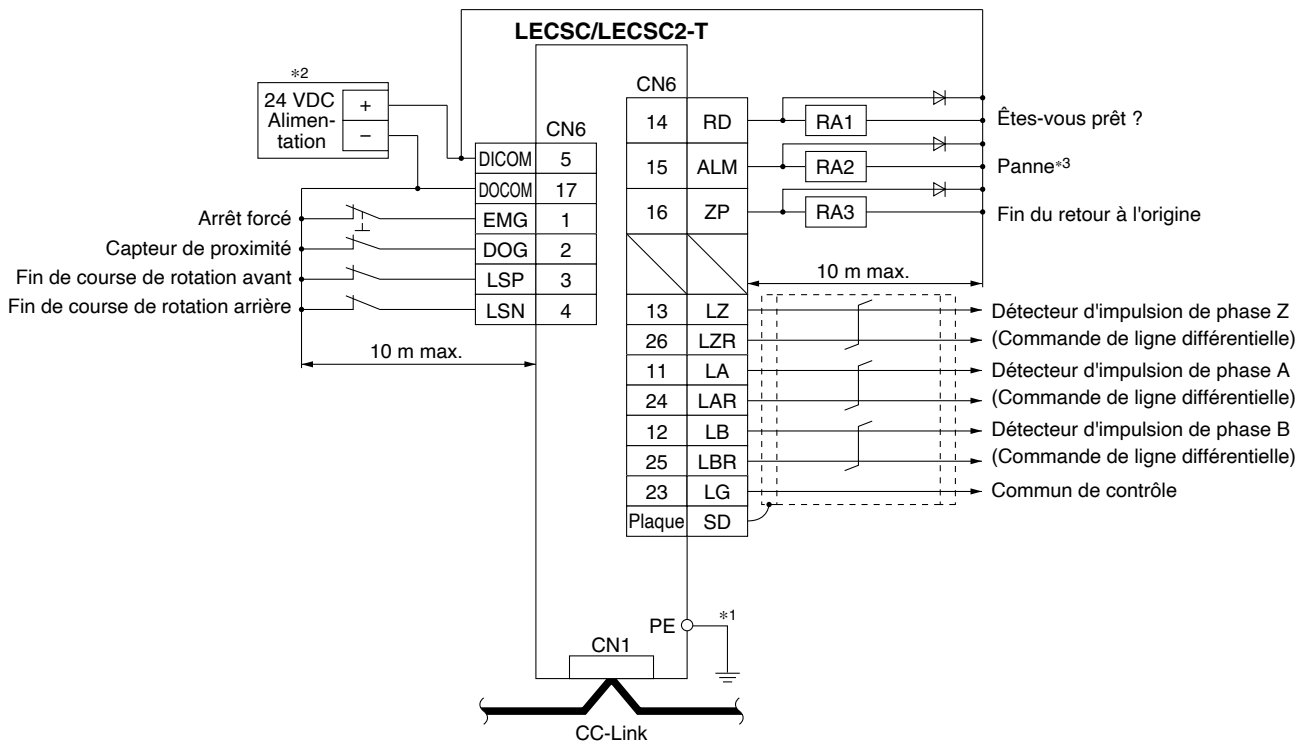 LECSC/LECSC2-T
*2
24 VDC
Alimen-
tation
+
−
CN6
DICOM 5
DOCOM 17
Arrêt forcé EMG 1
Capteur de proximité DOG 2
Fin de course de rotation avant LSP 3
Fin de course de rotation arrière LSN 4
10 m max.
CN6
14 RD RA1 Êtes-vous prêt ?
15 ALM RA2 Panne*3
16 ZP RA3 Fin du retour à l'origine
10 m max.
13 LZ Détecteur d'impulsion de phase Z
26 LZR (Commande de ligne différentielle)
11 LA Détecteur d'impulsion de phase A
24 LAR (Commande de ligne différentielle)
12 LB Détecteur d'impulsion de phase B
25 LBR (Commande de ligne différentielle)
23 LG Commun de contrôle
Plaque SD
PE *1
CN1
CC-Link